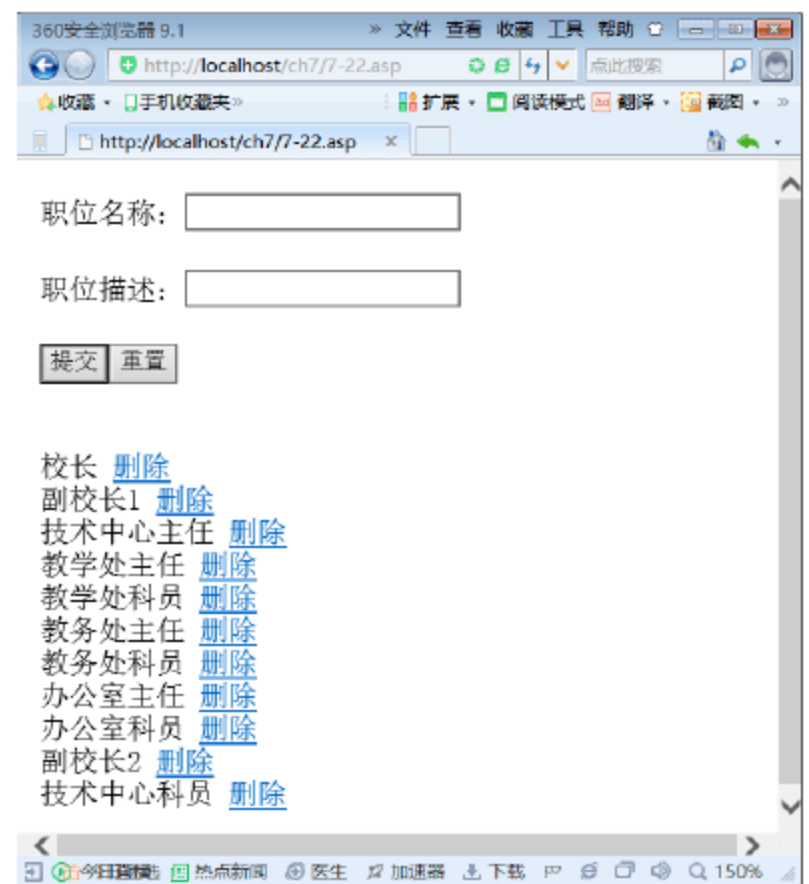 360安全浏览器 9.1 » 文件 查看 收藏 工具 帮助
http://localhost/ch7/7-22.asp 点此搜索
收藏 手机收藏夹» 扩展 阅读模式 翻译 截图 »
http://localhost/ch7/7-22.asp ×
职位名称：
职位描述：
提交 重置
校长 删除
副校长1 删除
技术中心主任 删除
教学处主任 删除
教学处科员 删除
教务处主任 删除
教务处科员 删除
办公室主任 删除
办公室科员 删除
副校长2 删除
技术中心科员 删除
热点新闻 医生 加速器 下载 150%